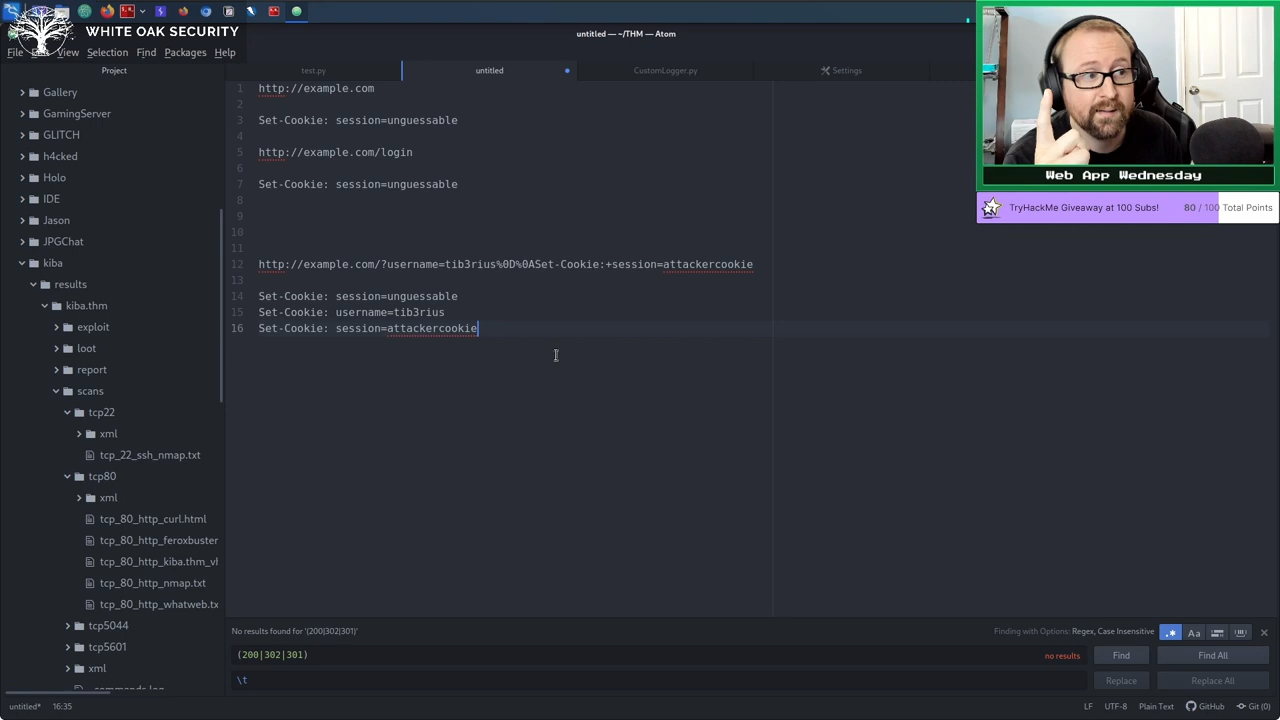 WHITE OAK SECURITY
untitled — ~/THM — Atom
File Edit View Selection Find Packages Help
Project
test.py
untitled
CustomLogger.py
Settings
Gallery
GamingServer
GLITCH
h4cked
Holo
IDE
Jason
JPGChat
kiba
results
kiba.thm
exploit
loot
report
scans
tcp22
xml
tcp_22_ssh_nmap.txt
tcp80
xml
tcp_80_http_curl.html
tcp_80_http_feroxbuster
tcp_80_http_kiba.thm_vh
tcp_80_http_nmap.txt
tcp_80_http_whatweb.tx
tcp5044
tcp5601
xml
_commands.log
1 http://example.com
2
3 Set-Cookie: session=unguessable
4
5 http://example.com/login
6
7 Set-Cookie: session=unguessable
8
9
10
11
12 http://example.com/?username=tib3rius%0D%0ASet-Cookie:+session=attackercookie
13
14 Set-Cookie: session=unguessable
15 Set-Cookie: username=tib3rius
16 Set-Cookie: session=attackercookie
Web App Wednesday
TryHackMe Giveaway at 100 Subs! 80 / 100 Total Points
No results found for '(200|302|301)'
Finding with Options: Regex, Case Insensitive
.* Aa
(200|302|301)
no results
Find
Find All
\t
Replace
Replace All
untitled* 16:35
LF UTF-8 Plain Text GitHub Git (0)